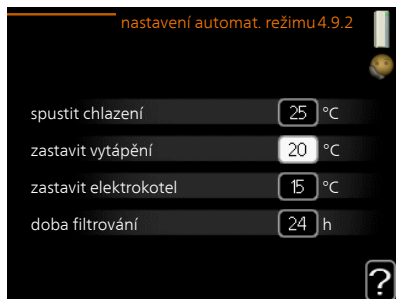 nastavení automat. režimu 4.9.2
spustit chlazení 25 °C
zastavit vytápění 20 °C
zastavit elektrokotel 15 °C
doba filtrování 24 h
?